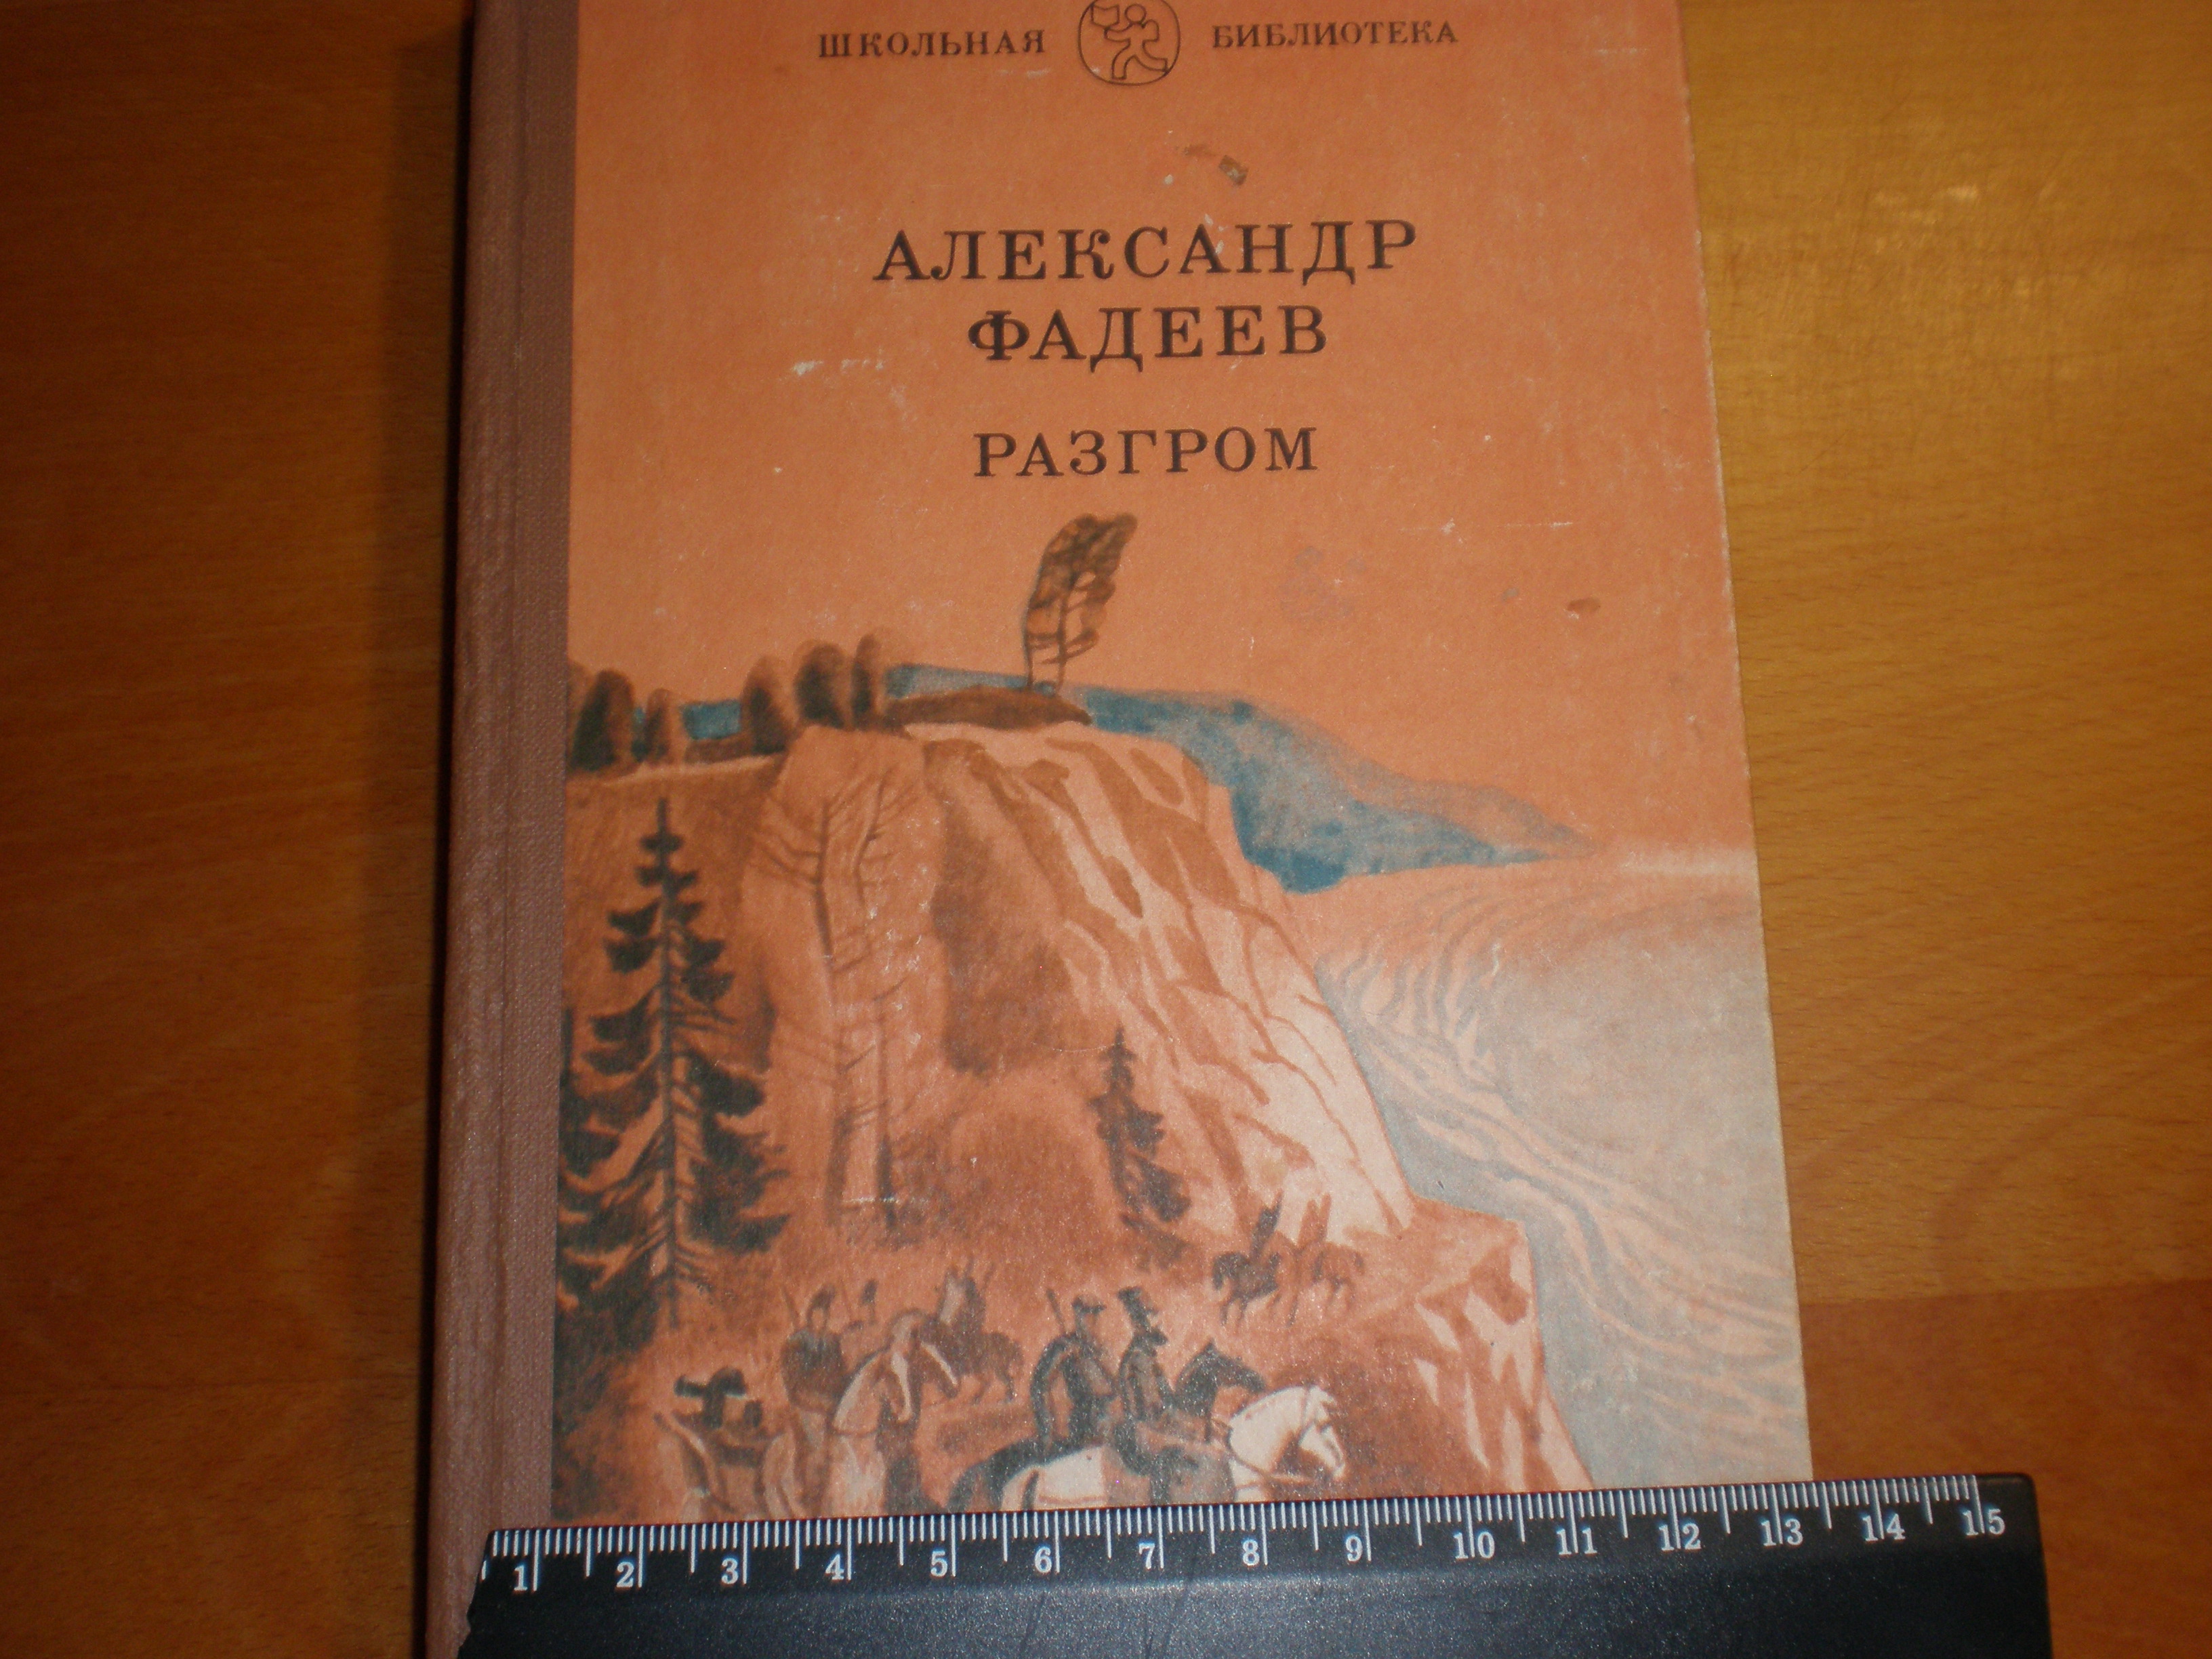 ШКОЛЬНАЯ БИБЛИОТЕКА
АЛЕКСАНДР
ФАДЕЕВ
РАЗГРОМ
1 2 3 4 5 6 7 8 9 10 11 12 13 14 15